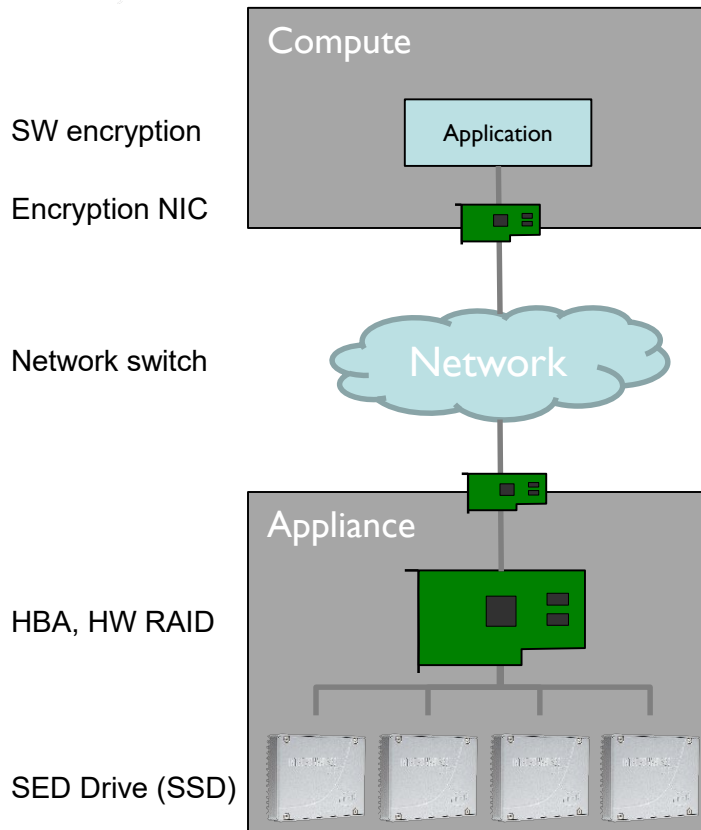 Compute
SW encryption
Application
Encryption NIC
Network switch
Network
Appliance
HBA, HW RAID
SED Drive (SSD)